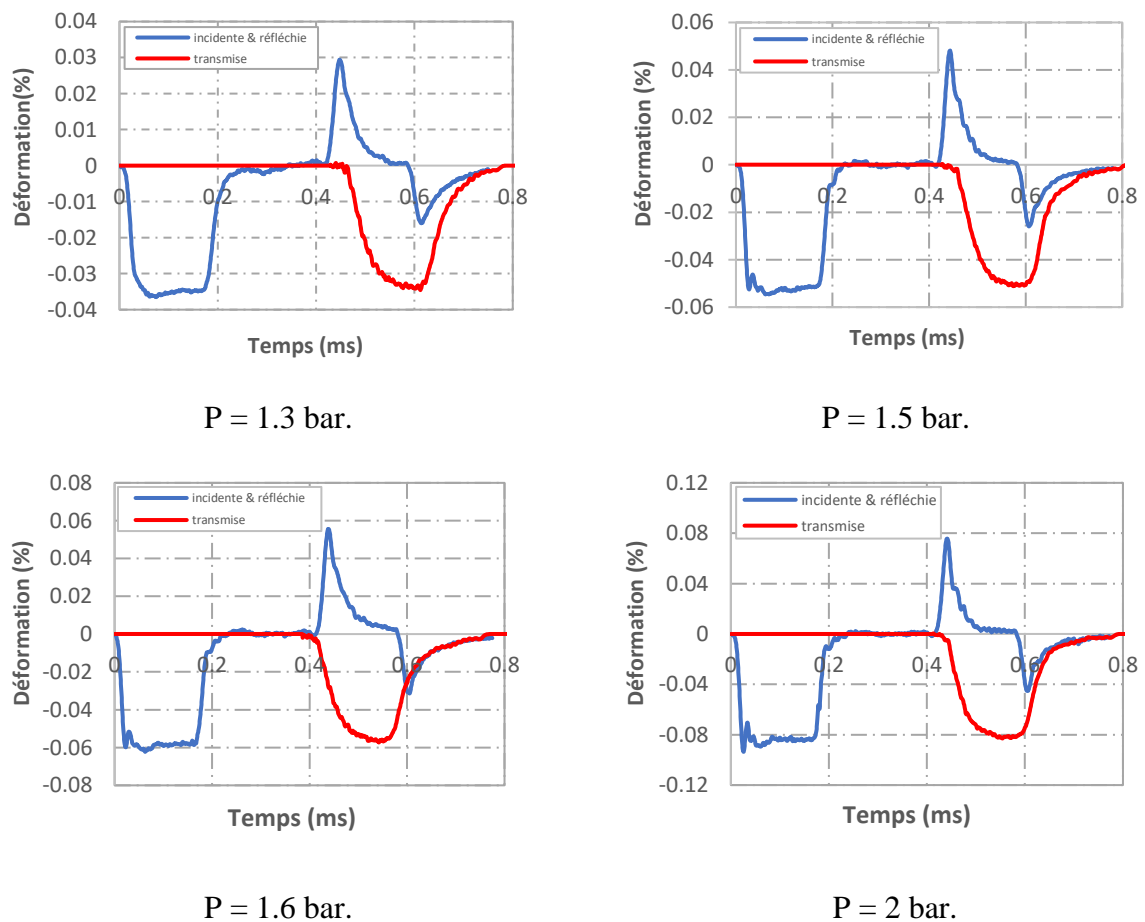 0.04
0.03
0.02
0.01
0
-0.01
-0.02
-0.03
-0.04
0
0.2
0.4
0.6
0.8
Déformation(%)
Temps (ms)
incidente & réfléchie
transmise
P = 1.3 bar.
0.06
0.04
0.02
0
-0.02
-0.04
-0.06
0
0.2
0.4
0.6
0.8
Déformation (%)
Temps (ms)
incidente & réfléchie
transmise
P = 1.5 bar.
0.08
0.06
0.04
0.02
0
-0.02
-0.04
-0.06
-0.08
0
0.2
0.4
0.6
0.8
Déformation (%)
Temps (ms)
incidente & réfléchie
transmise
P = 1.6 bar.
0.12
0.08
0.04
0
-0.04
-0.08
-0.12
0
0.2
0.4
0.6
0.8
Déformation (%)
Temps (ms)
incidente & réfléchie
transmise
P = 2 bar.